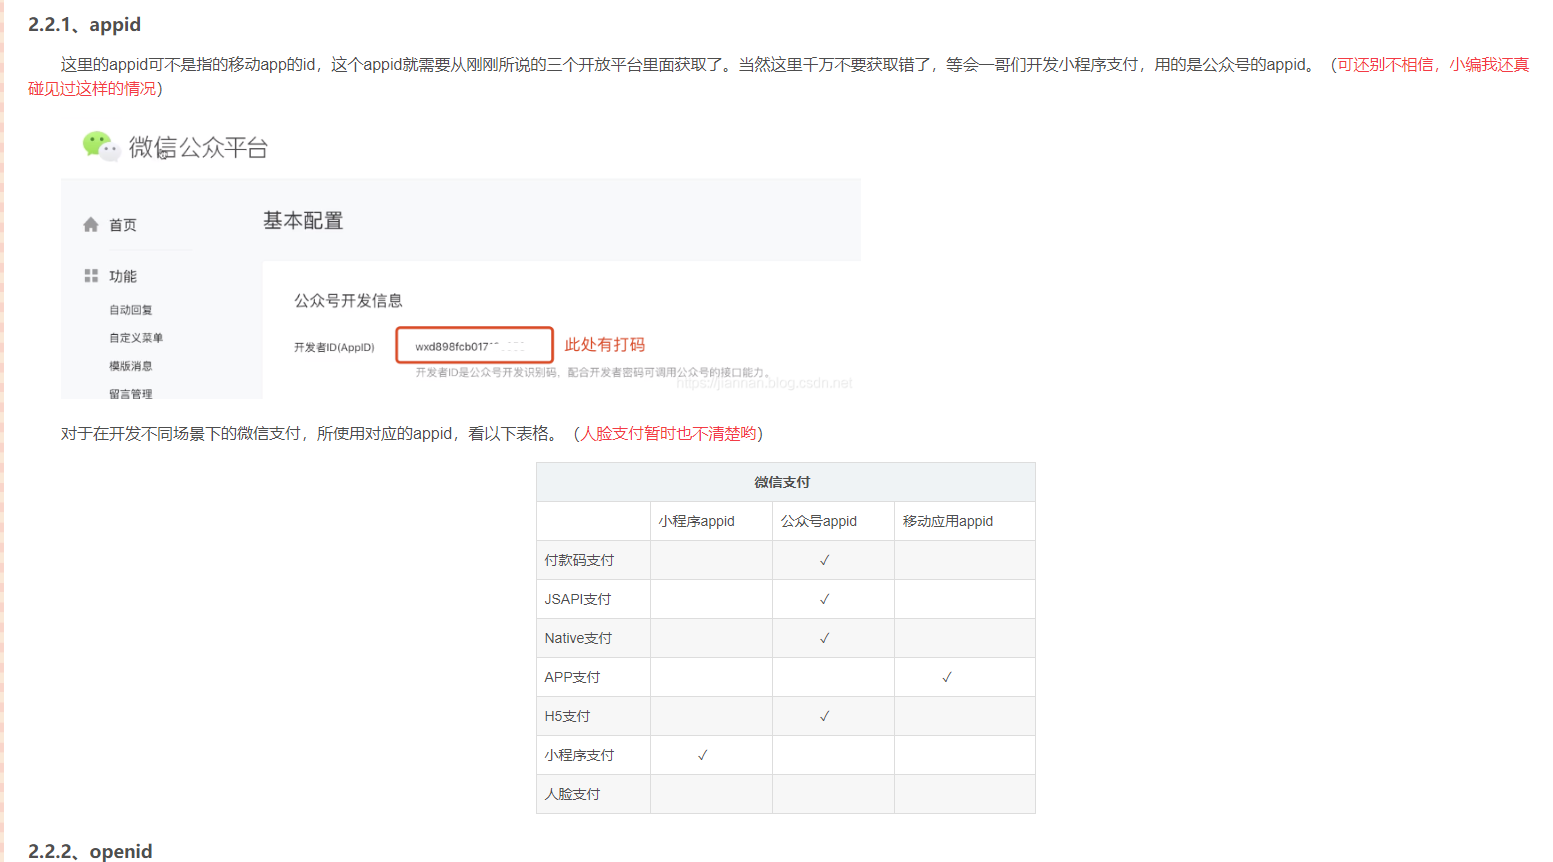 2.2.1、appid
这里的appid可不是指的移动app的id，这个appid就需要从刚刚所说的三个开放平台里面获取了。当然这里千万不要获取错了，等会一哥们开发小程序支付，用的是公众号的appid。（可还别不相信，小编我还真
碰见过这样的情况）
微信公众平台
首页
基本配置
功能
自动回复
公众号开发信息
自定义菜单
开发者ID(AppID)
wxd898fcb017
此处有打码
模版消息
开发者ID是公众号开发识别码，配合开发者密码可调用公众号的接口能力。
https://jiannan.blog.csdn.net
留言管理
对于在开发不同场景下的微信支付，所使用对应的appid，看以下表格。（人脸支付暂时也不清楚哟）
微信支付
小程序appid 公众号appid 移动应用appid
付款码支付 ✓
JSAPI支付 ✓
Native支付 ✓
APP支付 ✓
H5支付 ✓
小程序支付 ✓
人脸支付
2.2.2、openid